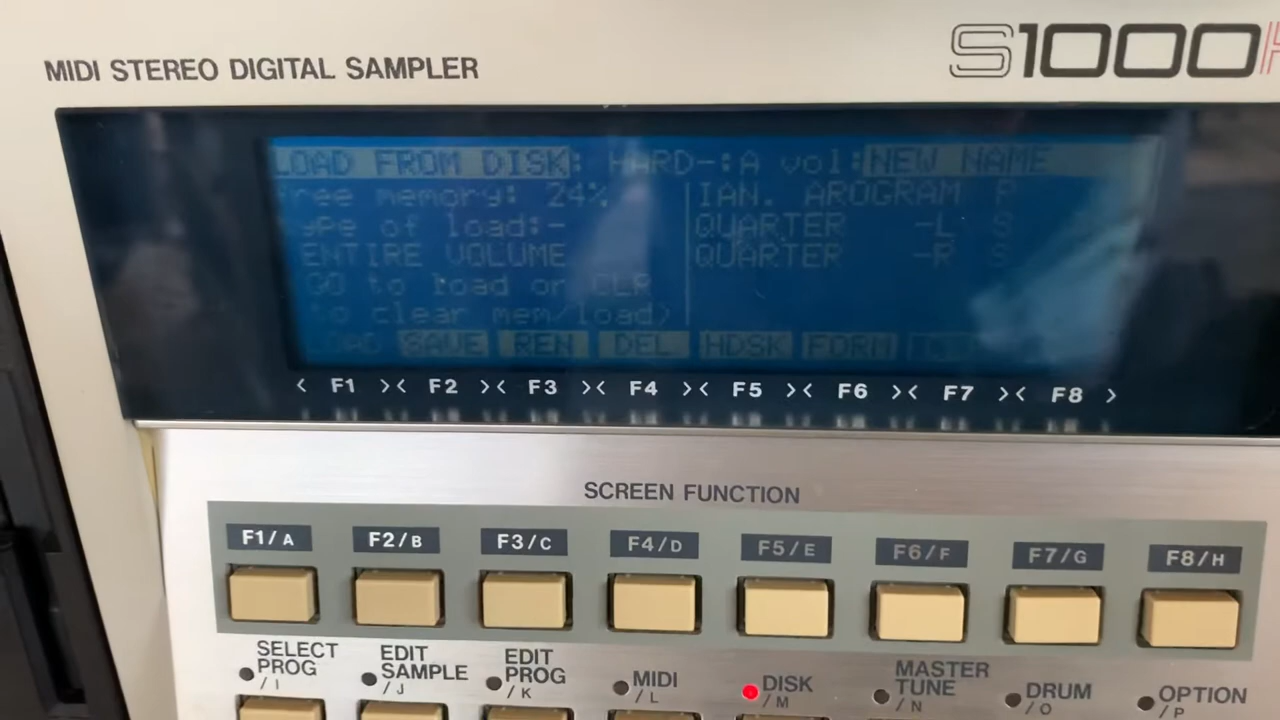 MIDI STEREO DIGITAL SAMPLER
S1000H
LOAD FROM DISK: HARD-:A vol:NEW NAME
ree memory: 24% IAN. AROGRAM P
ype of load:- QUARTER -L S
ENTIRE VOLUME QUARTER -R S
GO to load or CLR
to clear mem/load)
OAD SAVE REN DEL HDSK FORM
< F1 >< F2 >< F3 >< F4 >< F5 >< F6 >< F7 >< F8 >
SCREEN FUNCTION
F1/A F2/B F3/C F4/D F5/E F6/F F7/G F8/H
SELECT PROG /I
EDIT SAMPLE /J
EDIT PROG /K
MIDI /L
DISK /M
MASTER TUNE /N
DRUM /O
OPTION /P